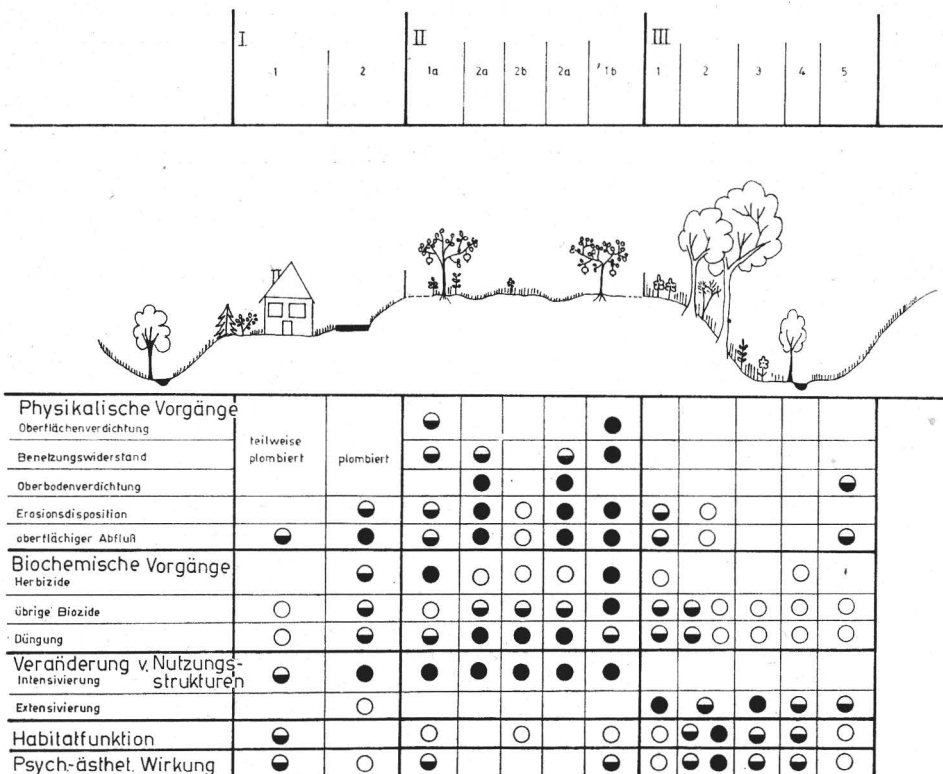 I II III
1 2 1a 2a 2b 2a 1b 1 2 3 4 5
Physikalische Vorgänge
Oberflächenverdichtung
teilweise
plombiert
plombiert
Benetzungswiderstand
Oberbodenverdichtung
Erosionsdisposition
oberflächiger Abfluß
Biochemische Vorgänge
Herbizide
übrige Biozide
Düngung
Veränderung v. Nutzungs-
strukturen
Intensivierung
Extensivierung
Habitatfunktion
Psych.-ästhet. Wirkung